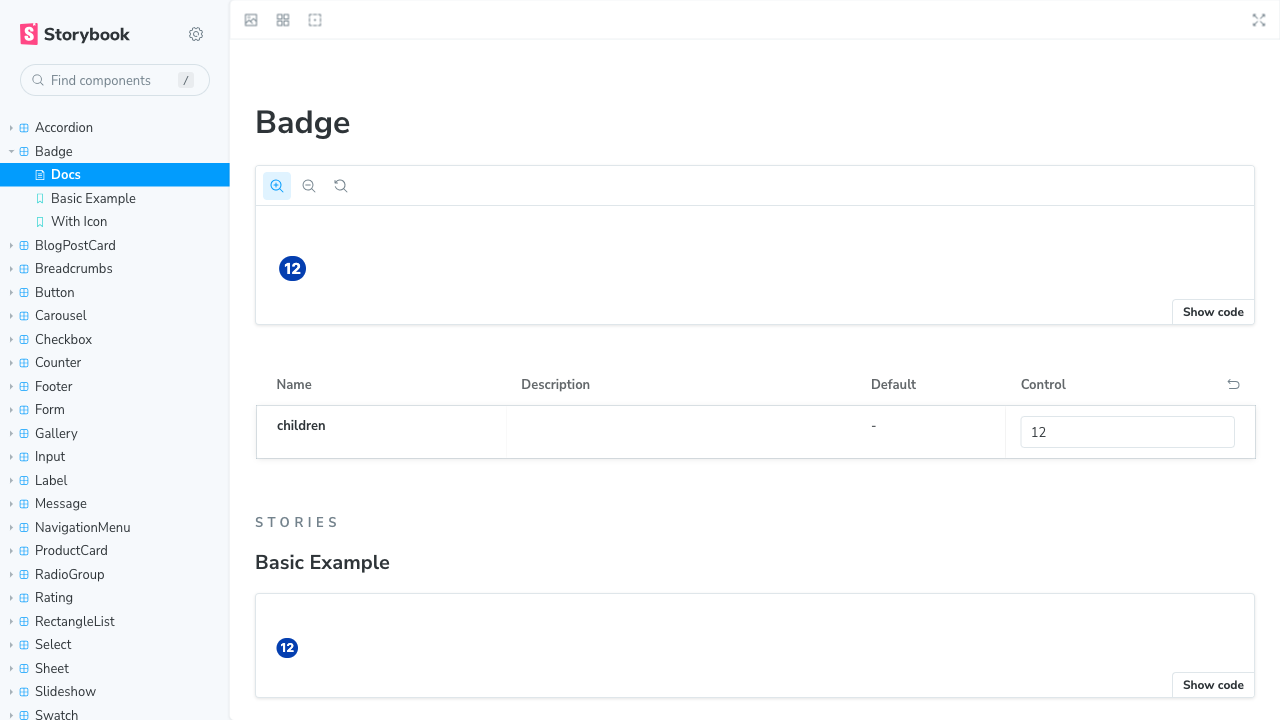 Storybook
Find components /
Accordion
Badge
Docs
Basic Example
With Icon
BlogPostCard
Breadcrumbs
Button
Carousel
Checkbox
Counter
Footer
Form
Gallery
Input
Label
Message
NavigationMenu
ProductCard
RadioGroup
Rating
RectangleList
Select
Sheet
Slideshow
Swatch
Badge
12
Show code
Name Description Default Control
children - 12
STORIES
Basic Example
12
Show code